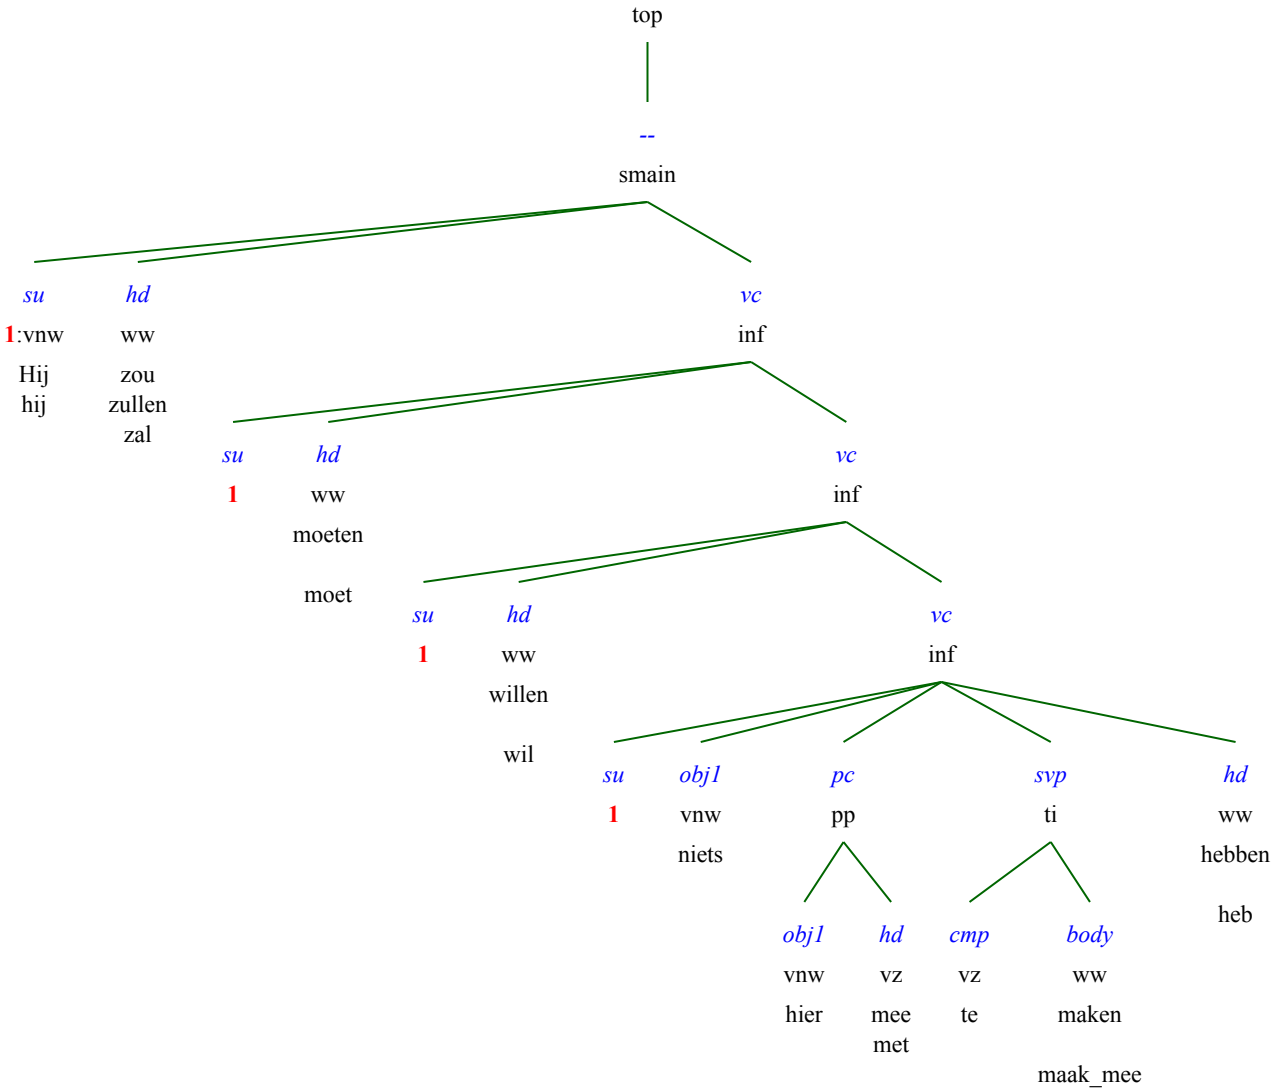 top
--
smain
su hd vc
1:vnw ww inf
Hij zou
hij zullen
zal
su hd vc
1 ww inf
moeten
moet
su hd vc
1 ww inf
willen
wil
su obj1 pc svp hd
1 vnw pp ti ww
niets hebben
heb
obj1 hd cmp body
vnw vz vz ww
hier mee te maken
met
maak_mee